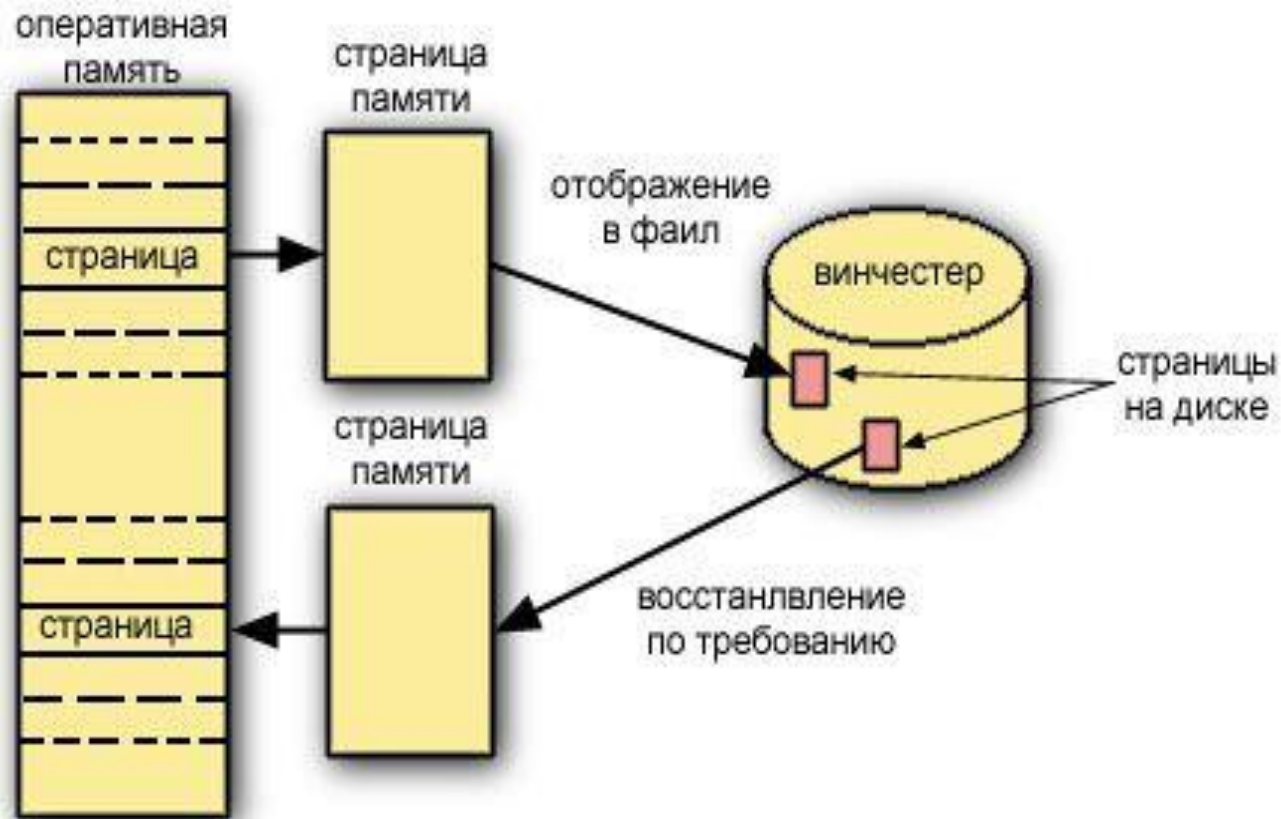 оперативная
память
страница
памяти
отображение
в фаил
страница
винчестер
страницы
на диске
страница
памяти
восстанлвление
по требованию
страница